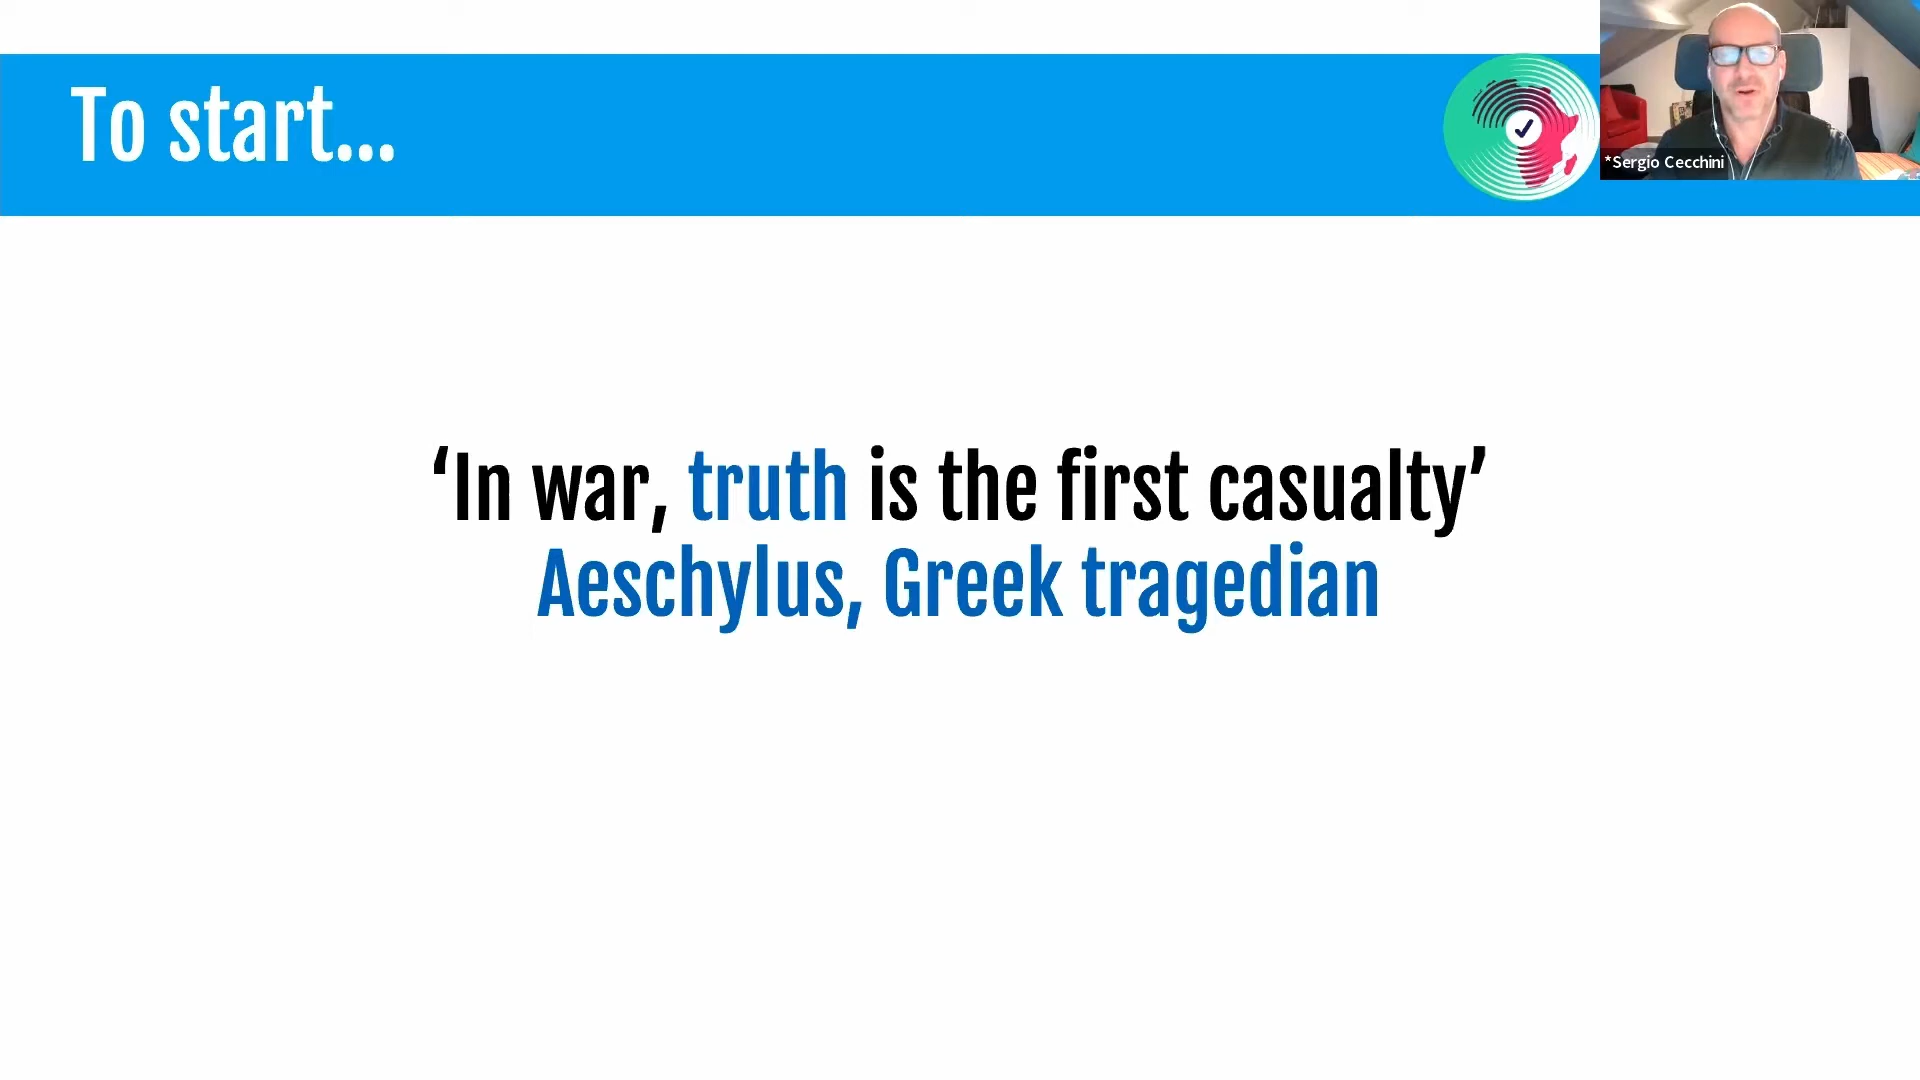 To start...
*Sergio Cecchini
‘In war, truth is the first casualty’
Aeschylus, Greek tragedian